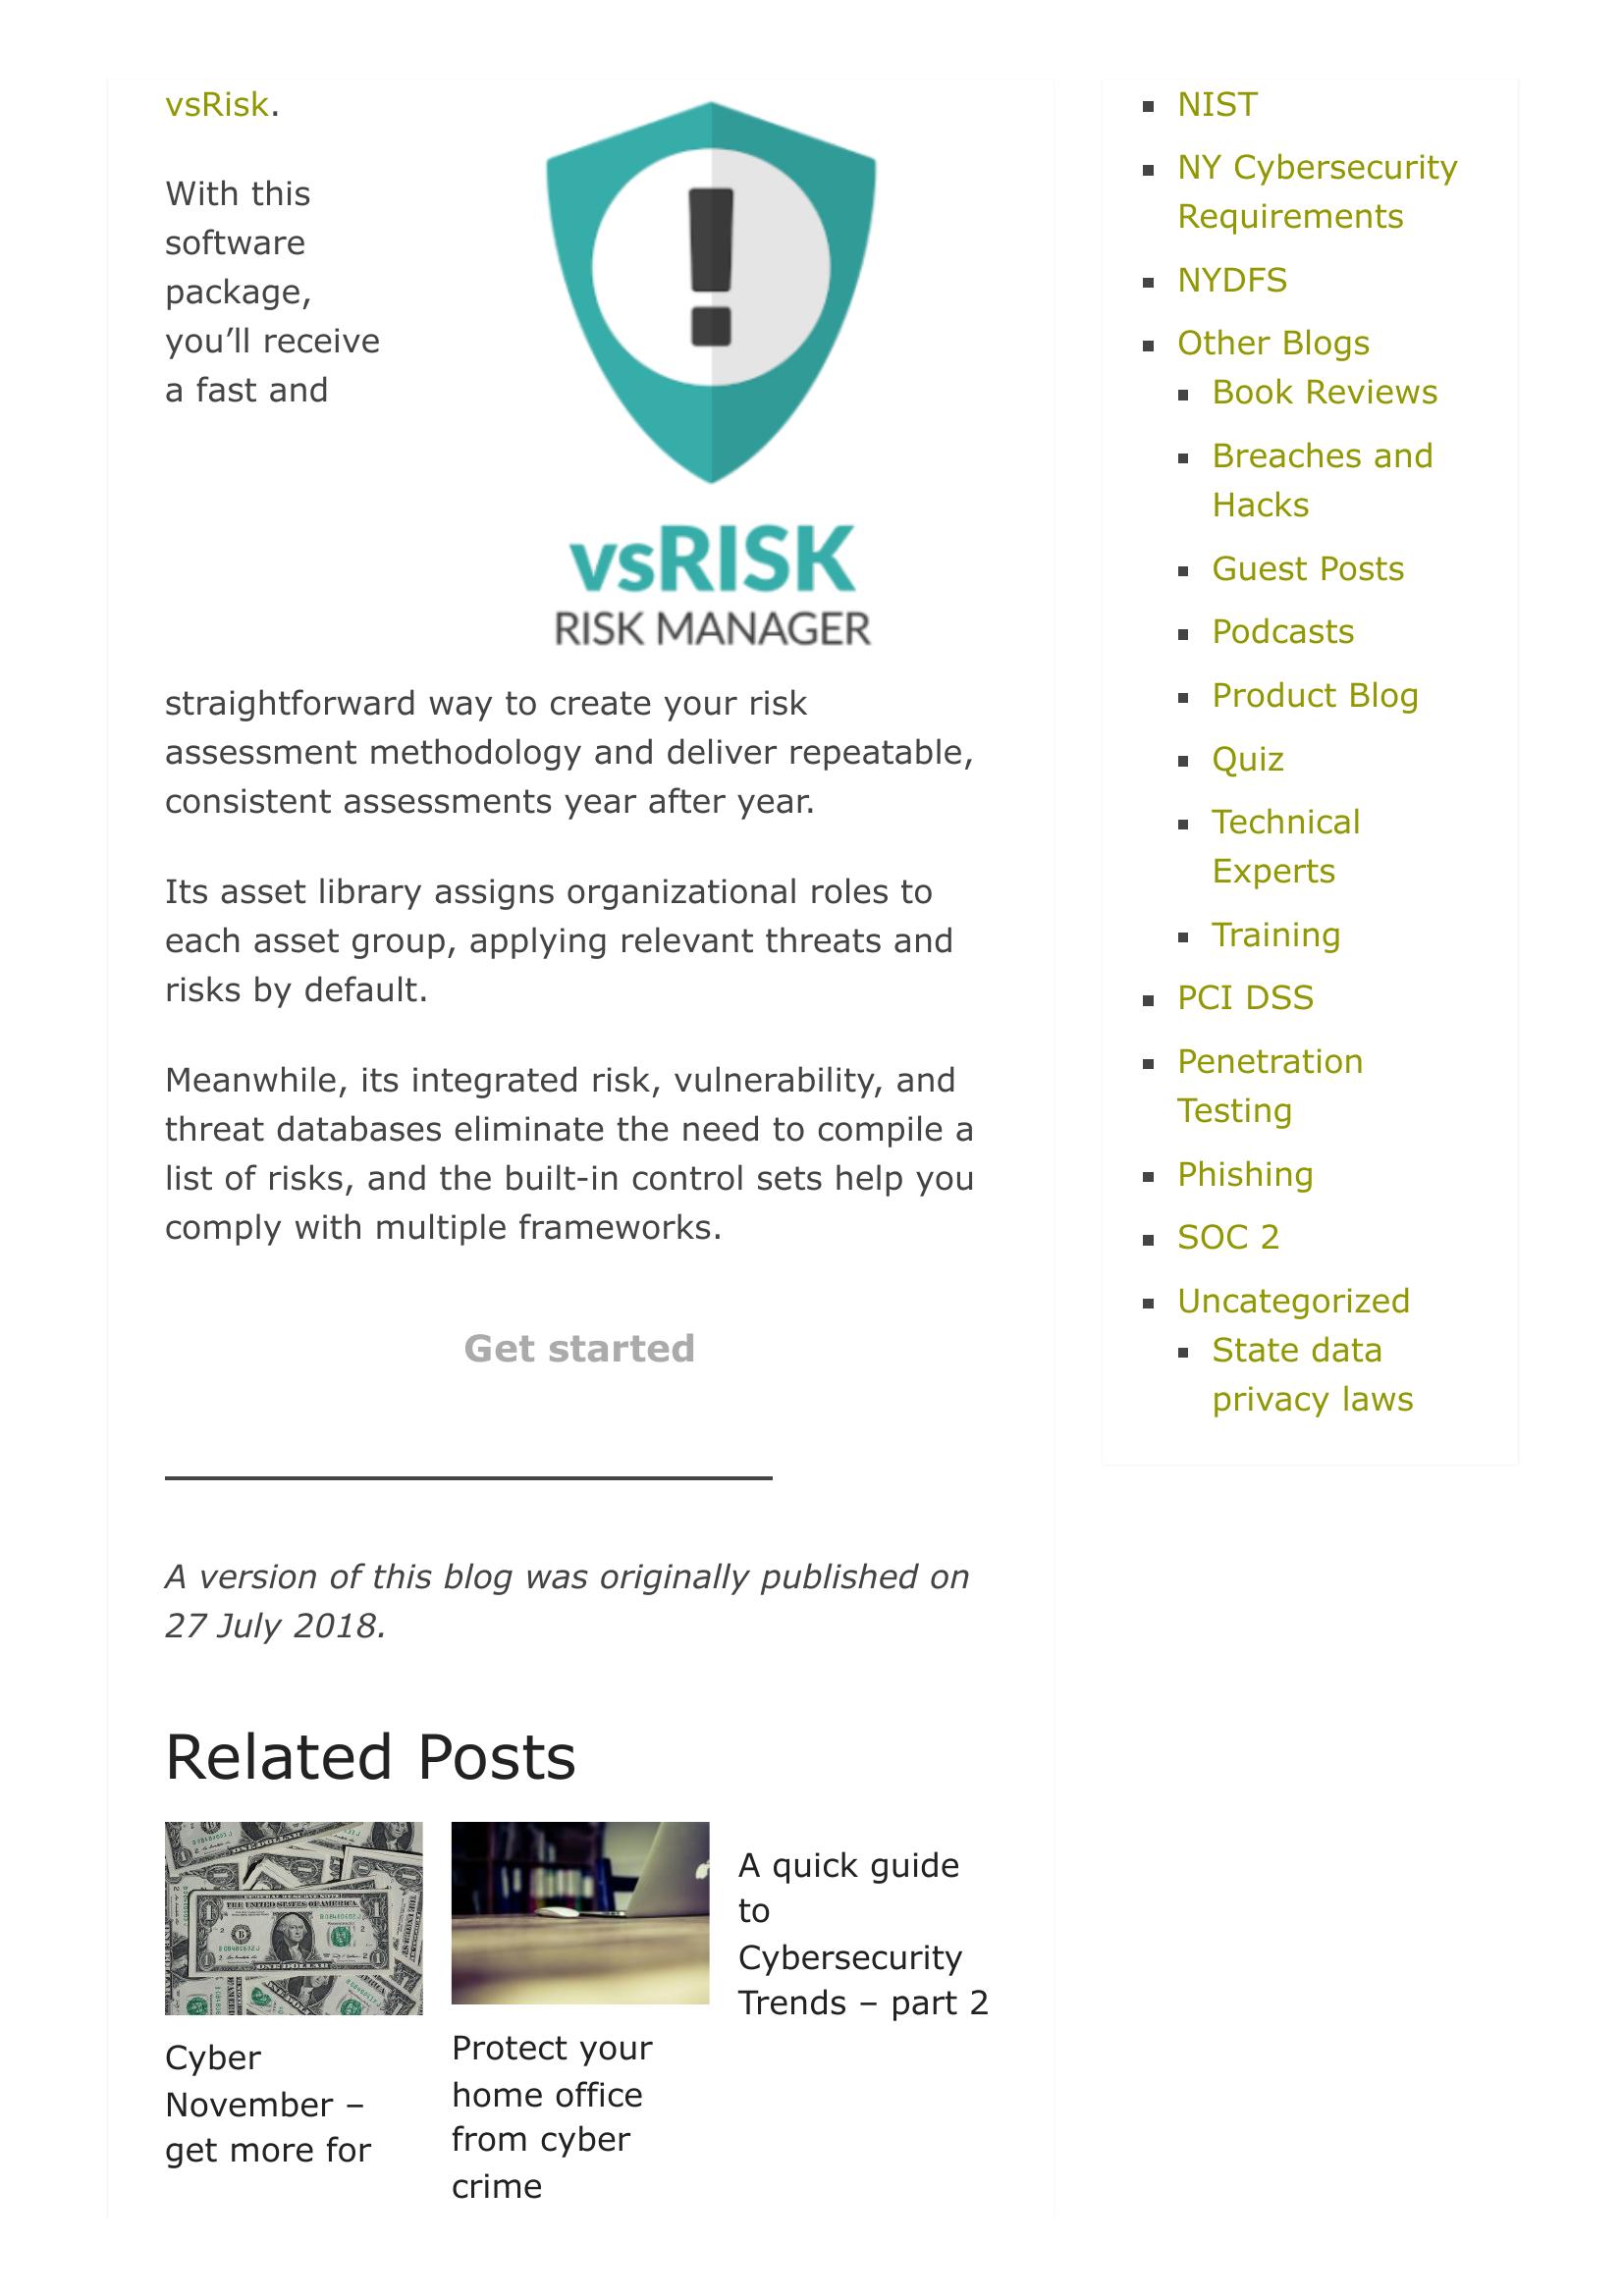 vsRisk.
With this
software
package,
you’ll receive
a fast and
vsRISK
RISK MANAGER
straightforward way to create your risk
assessment methodology and deliver repeatable,
consistent assessments year after year.
Its asset library assigns organizational roles to
each asset group, applying relevant threats and
risks by default.
Meanwhile, its integrated risk, vulnerability, and
threat databases eliminate the need to compile a
list of risks, and the built-in control sets help you
comply with multiple frameworks.
Get started
A version of this blog was originally published on
27 July 2018.
Related Posts
THE UNITED STATES OF AMERICA
ONE DOLLAR
Cyber
November –
get more for
Protect your
home office
from cyber
crime
A quick guide
to
Cybersecurity
Trends – part 2
NIST
NY Cybersecurity
Requirements
NYDFS
Other Blogs
Book Reviews
Breaches and
Hacks
Guest Posts
Podcasts
Product Blog
Quiz
Technical
Experts
Training
PCI DSS
Penetration
Testing
Phishing
SOC 2
Uncategorized
State data
privacy laws